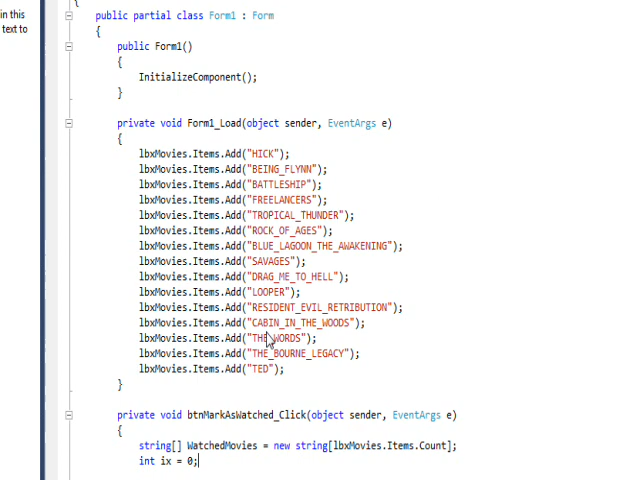 in this
text to
{
public partial class Form1 : Form
{
public Form1()
{
InitializeComponent();
}
private void Form1_Load(object sender, EventArgs e)
{
lbxMovies.Items.Add("HICK");
lbxMovies.Items.Add("BEING_FLYNN");
lbxMovies.Items.Add("BATTLESHIP");
lbxMovies.Items.Add("FREELANCERS");
lbxMovies.Items.Add("TROPICAL_THUNDER");
lbxMovies.Items.Add("ROCK_OF_AGES");
lbxMovies.Items.Add("BLUE_LAGOON_THE_AWAKENING");
lbxMovies.Items.Add("SAVAGES");
lbxMovies.Items.Add("DRAG_ME_TO_HELL");
lbxMovies.Items.Add("LOOPER");
lbxMovies.Items.Add("RESIDENT_EVIL_RETRIBUTION");
lbxMovies.Items.Add("CABIN_IN_THE_WOODS");
lbxMovies.Items.Add("THE_WORDS");
lbxMovies.Items.Add("THE_BOURNE_LEGACY");
lbxMovies.Items.Add("TED");
}
private void btnMarkAsWatched_Click(object sender, EventArgs e)
{
string[] WatchedMovies = new string[lbxMovies.Items.Count];
int ix = 0;